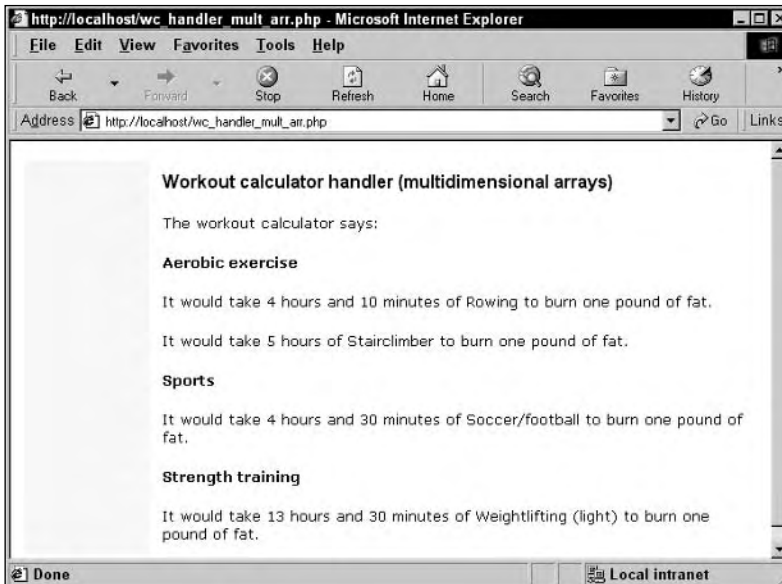 http://localhost/wc_handler_mult_arr.php - Microsoft Internet Explorer
File Edit View Favorites Tools Help
Back Forward Stop Refresh Home Search Favorites History
Address http://localhost/wc_handler_mult_arr.php Go Links
Workout calculator handler (multidimensional arrays)
The workout calculator says:
Aerobic exercise
It would take 4 hours and 10 minutes of Rowing to burn one pound of fat.
It would take 5 hours of Stairclimber to burn one pound of fat.
Sports
It would take 4 hours and 30 minutes of Soccer/football to burn one pound of
fat.
Strength training
It would take 13 hours and 30 minutes of Weightlifting (light) to burn one
pound of fat.
Done Local intranet